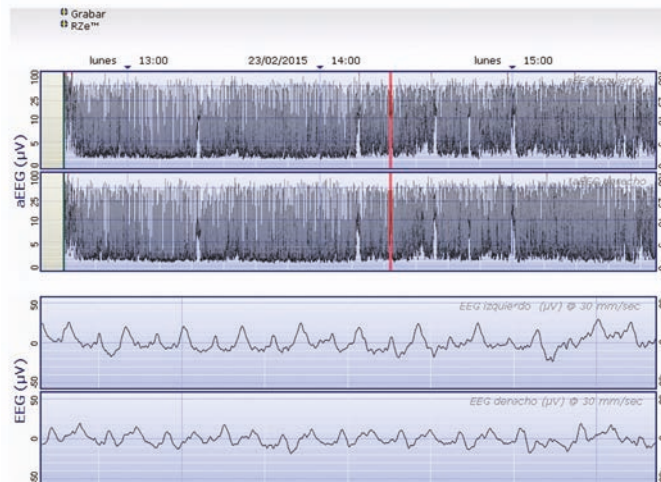 Grabar
RZe™
lunes 13:00 23/02/2015 14:00 lunes 15:00
aEEG (µV)
100
25
10
5
0
aEEG izquierdo
100
25
10
5
0
aEEG derecho
EEG (µV)
50
0
-50
EEG izquierdo (µV) @ 30 mm/sec
50
0
-50
EEG derecho (µV) @ 30 mm/sec